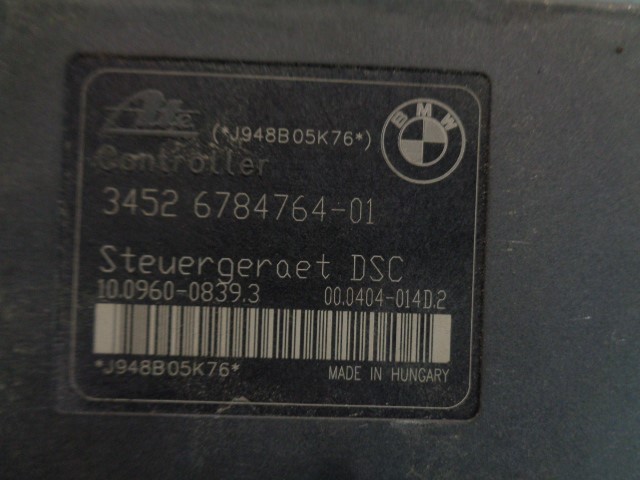 Ate (*J948B05K76*) BMW
Controller
3452 6784764-01
Steuergeraet DSC
10.0960-0839.3 00.0404-014D.2
*J948B05K76* MADE IN HUNGARY